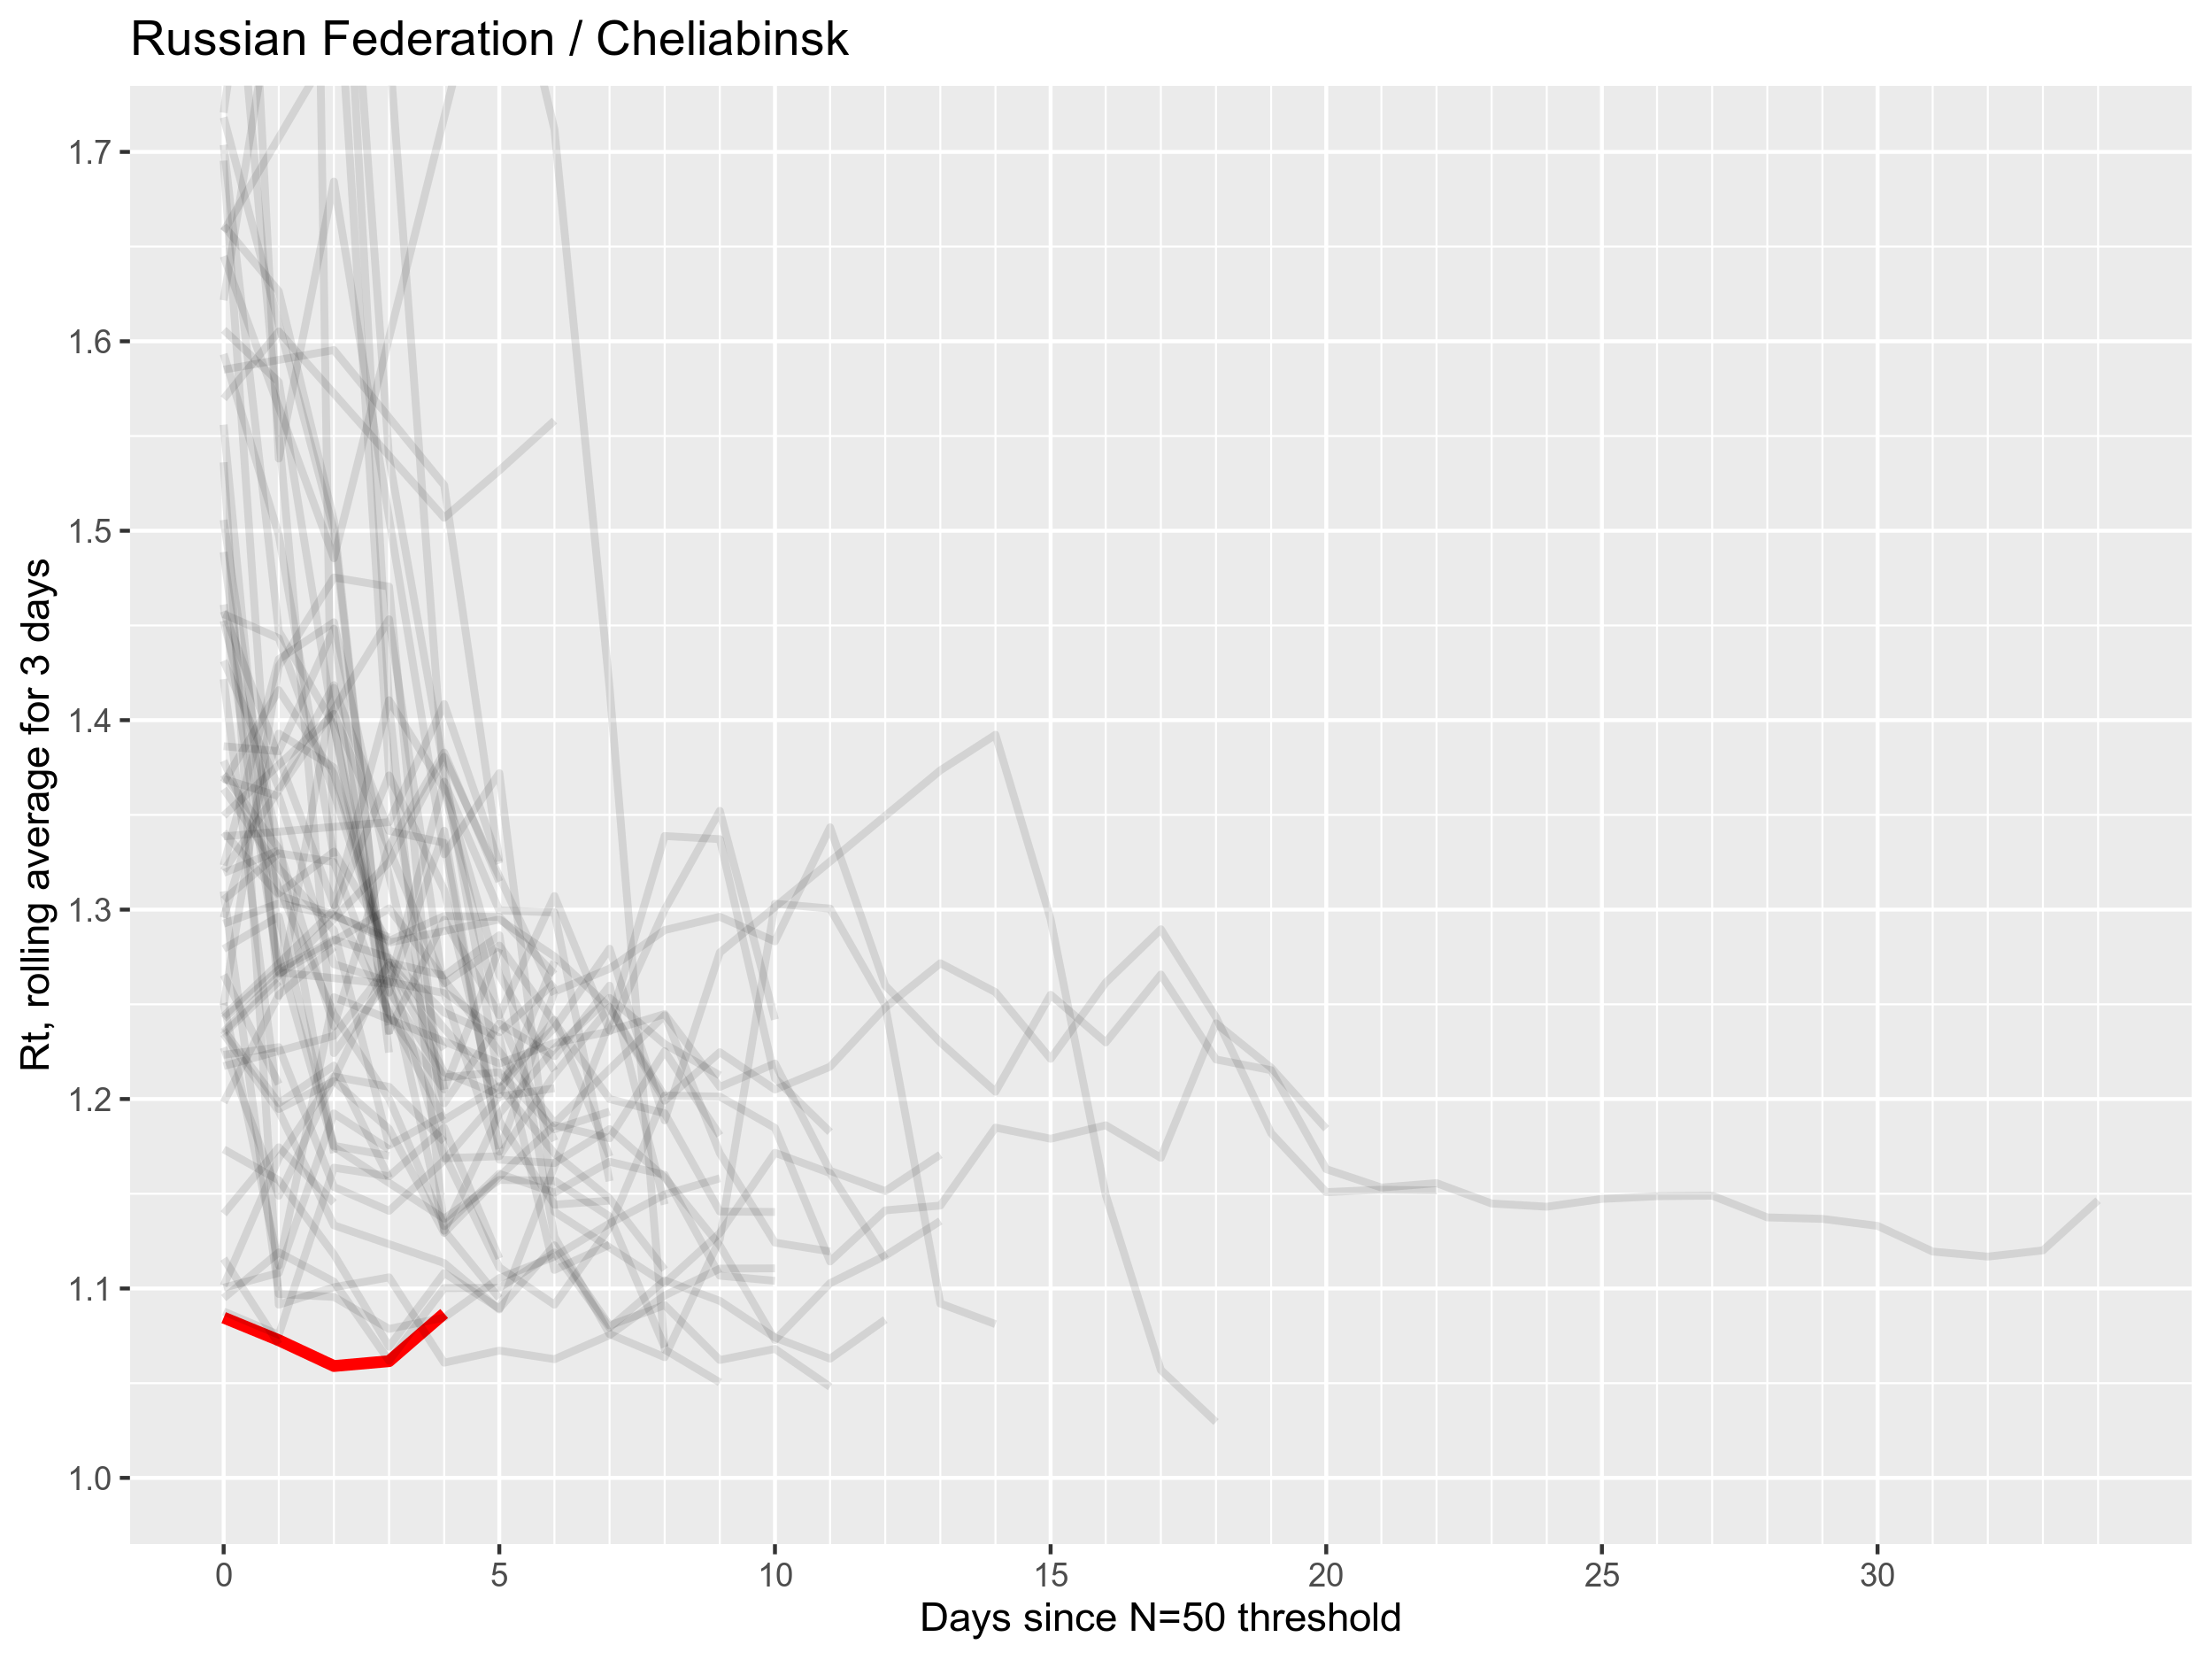 Russian Federation / Cheliabinsk
Rt, rolling average for 3 days
1.7
1.6
1.5
1.4
1.3
1.2
1.1
1.0
0 5 10 15 20 25 30
Days since N=50 threshold